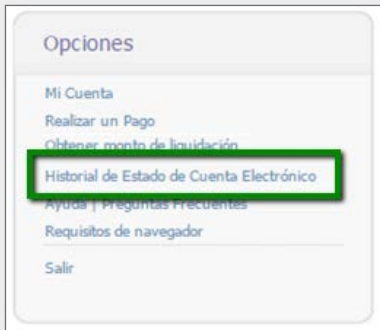 Opciones
Mi Cuenta
Realizar un Pago
Obtener monto de liquidación
Historial de Estado de Cuenta Electrónico
Ayuda | Preguntas Frecuentes
Requisitos de navegador
Salir